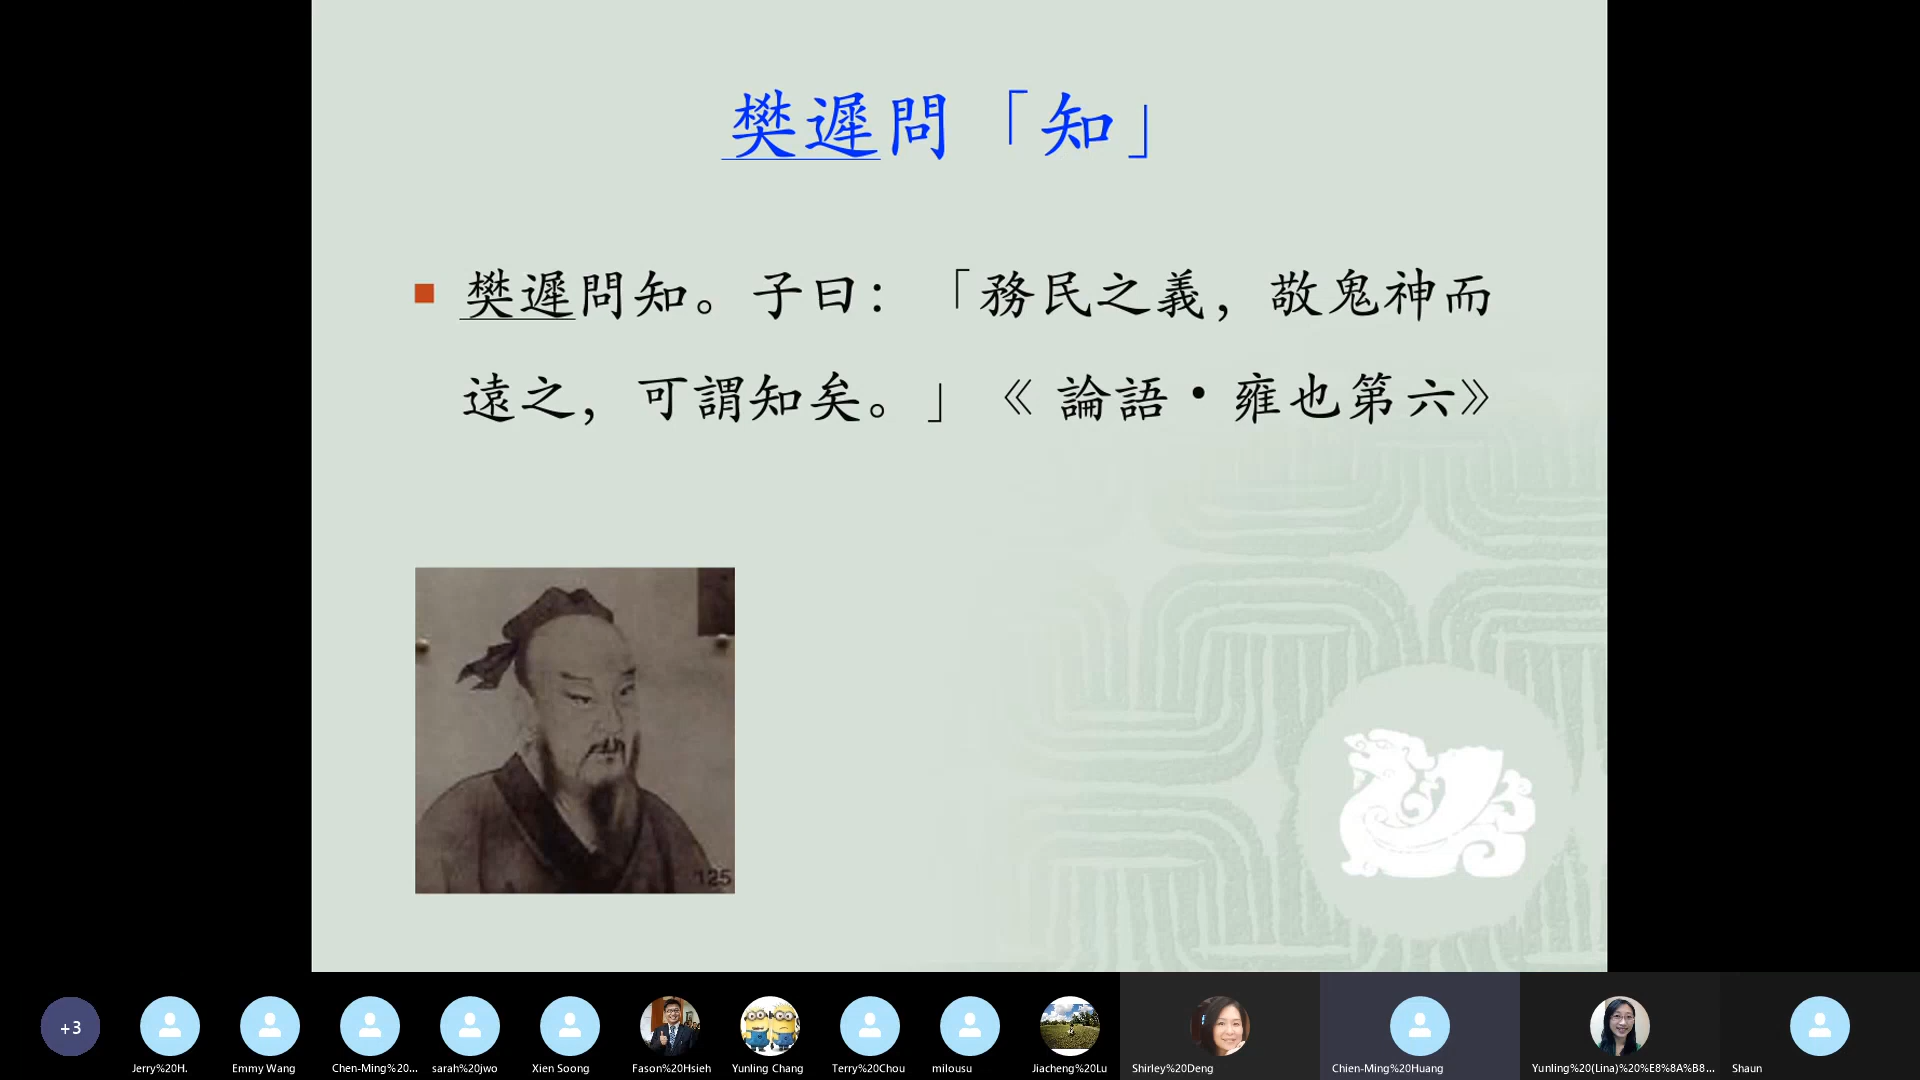 樊遲問「知」
樊遲問知。子曰：「務民之義，敬鬼神而
遠之，可謂知矣。」《 論語•雍也第六》
125
+3
Jerry%20H.
Emmy Wang
Chen-Ming%20...
sarah%20jwo
Xien Soong
Fason%20Hsieh
Yunling Chang
Terry%20Chou
milousu
Jiacheng%20Lu
Shirley%20Deng
Chien-Ming%20Huang
Yunling%20(Lina)%20%E8%8A%B8...
Shaun